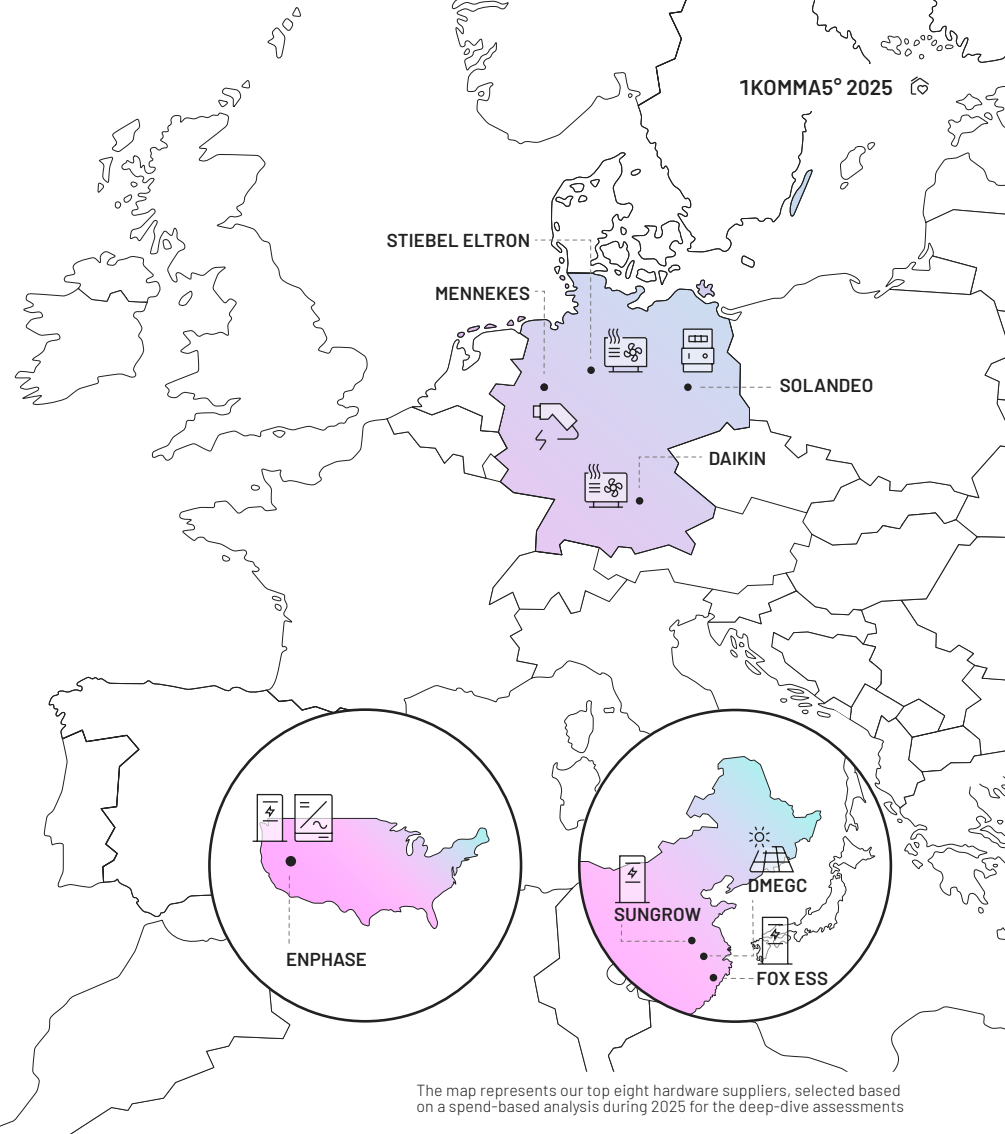 1KOMMA5° 2025
STIEBEL ELTRON
MENNEKES
SOLANDEO
DAIKIN
DMEGC
SUNGROW
ENPHASE
FOX ESS
The map represents our top eight hardware suppliers, selected based
on a spend-based analysis during 2025 for the deep-dive assessments